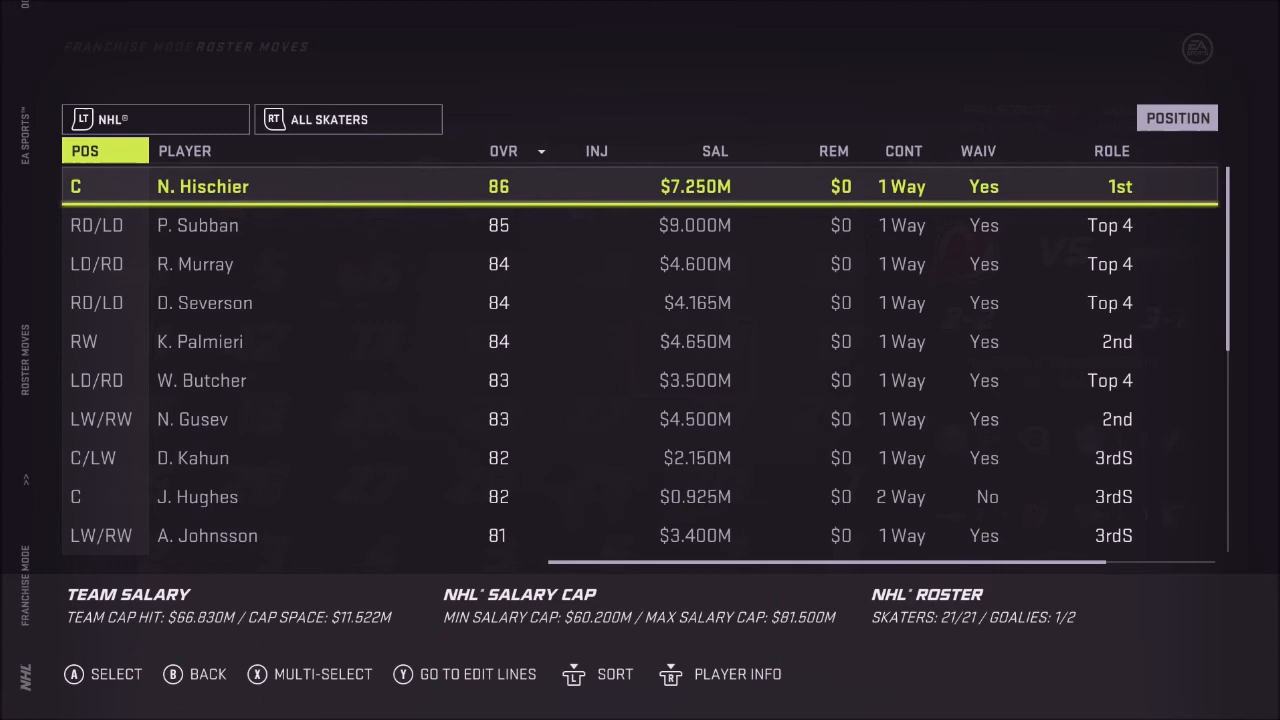 FRANCHISE MODE ROSTER MOVES
EA SPORTS
LT NHL® RT ALL SKATERS POSITION
POS PLAYER OVR INJ SAL REM CONT WAIV ROLE
C N. Hischier 86 $7.250M $0 1 Way Yes 1st
RD/LD P. Subban 85 $9.000M $0 1 Way Yes Top 4
LD/RD R. Murray 84 $4.600M $0 1 Way Yes Top 4
RD/LD D. Severson 84 $4.165M $0 1 Way Yes Top 4
RW K. Palmieri 84 $4.650M $0 1 Way Yes 2nd
LD/RD W. Butcher 83 $3.500M $0 1 Way Yes Top 4
LW/RW N. Gusev 83 $4.500M $0 1 Way Yes 2nd
C/LW D. Kahun 82 $2.150M $0 1 Way Yes 3rdS
C J. Hughes 82 $0.925M $0 2 Way No 3rdS
LW/RW A. Johnsson 81 $3.400M $0 1 Way Yes 3rdS
TEAM SALARY
TEAM CAP HIT: $66.830M / CAP SPACE: $11.522M
NHL® SALARY CAP
MIN SALARY CAP: $60.200M / MAX SALARY CAP: $81.500M
NHL® ROSTER
SKATERS: 21/21 / GOALIES: 1/2
A SELECT B BACK X MULTI-SELECT Y GO TO EDIT LINES L SORT R PLAYER INFO
EA SPORTS™
ROSTER MOVES
>>
FRANCHISE MODE
NHL